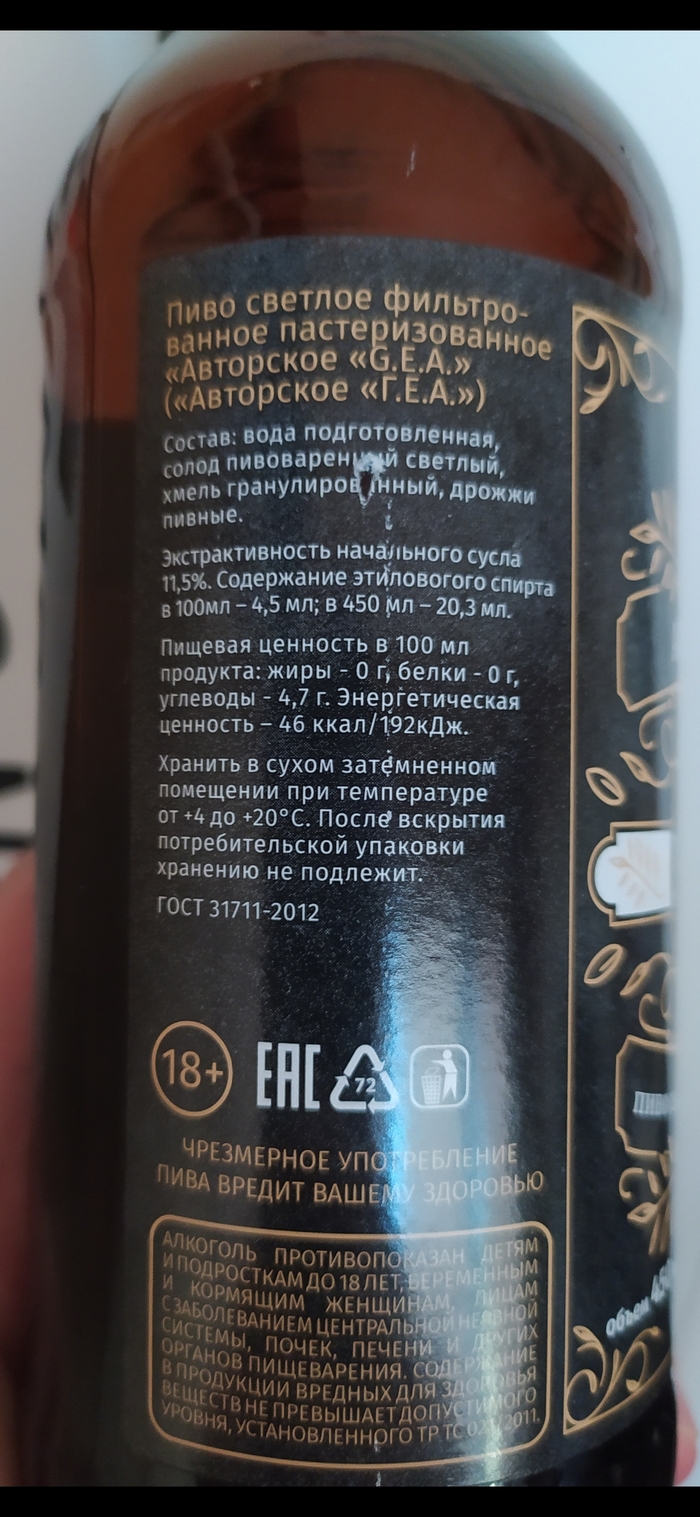 Пиво светлое фильтро-
ванное пастеризованное
«Авторское «G.E.A.»
(«Авторское «Г.Е.А.»)
Состав: вода подготовленная,
солод пивоваренный светлый,
хмель гранулированный, дрожжи
пивные.
Экстрактивность начального сусла
11,5%. Содержание этилового спирта
в 100мл – 4,5 мл; в 450 мл – 20,3 мл.
Пищевая ценность в 100 мл
продукта: жиры - 0 г, белки - 0 г,
углеводы - 4,7 г. Энергетическая
ценность – 46 ккал/192кДж.
Хранить в сухом затемненном
помещении при температуре
от +4 до +20°С. После вскрытия
потребительской упаковки
хранению не подлежит.
ГОСТ 31711-2012
18+ EAC 72
ЧРЕЗМЕРНОЕ УПОТРЕБЛЕНИЕ
ПИВА ВРЕДИТ ВАШЕМУ ЗДОРОВЬЮ
АЛКОГОЛЬ ПРОТИВОПОКАЗАН ДЕТЯМ
И ПОДРОСТКАМ ДО 18 ЛЕТ, БЕРЕМЕННЫМ
И КОРМЯЩИМ ЖЕНЩИНАМ, ЛИЦАМ
С ЗАБОЛЕВАНИЕМ ЦЕНТРАЛЬНОЙ НЕРВНОЙ
СИСТЕМЫ, ПОЧЕК, ПЕЧЕНИ И ДРУГИХ
ОРГАНОВ ПИЩЕВАРЕНИЯ. СОДЕРЖАНИЕ
В ПРОДУКЦИИ ВРЕДНЫХ ДЛЯ ЗДОРОВЬЯ
ВЕЩЕСТВ НЕ ПРЕВЫШАЕТ ДОПУСТИМОГО
УРОВНЯ, УСТАНОВЛЕННОГО ТР ТС 021/2011.
объем 450